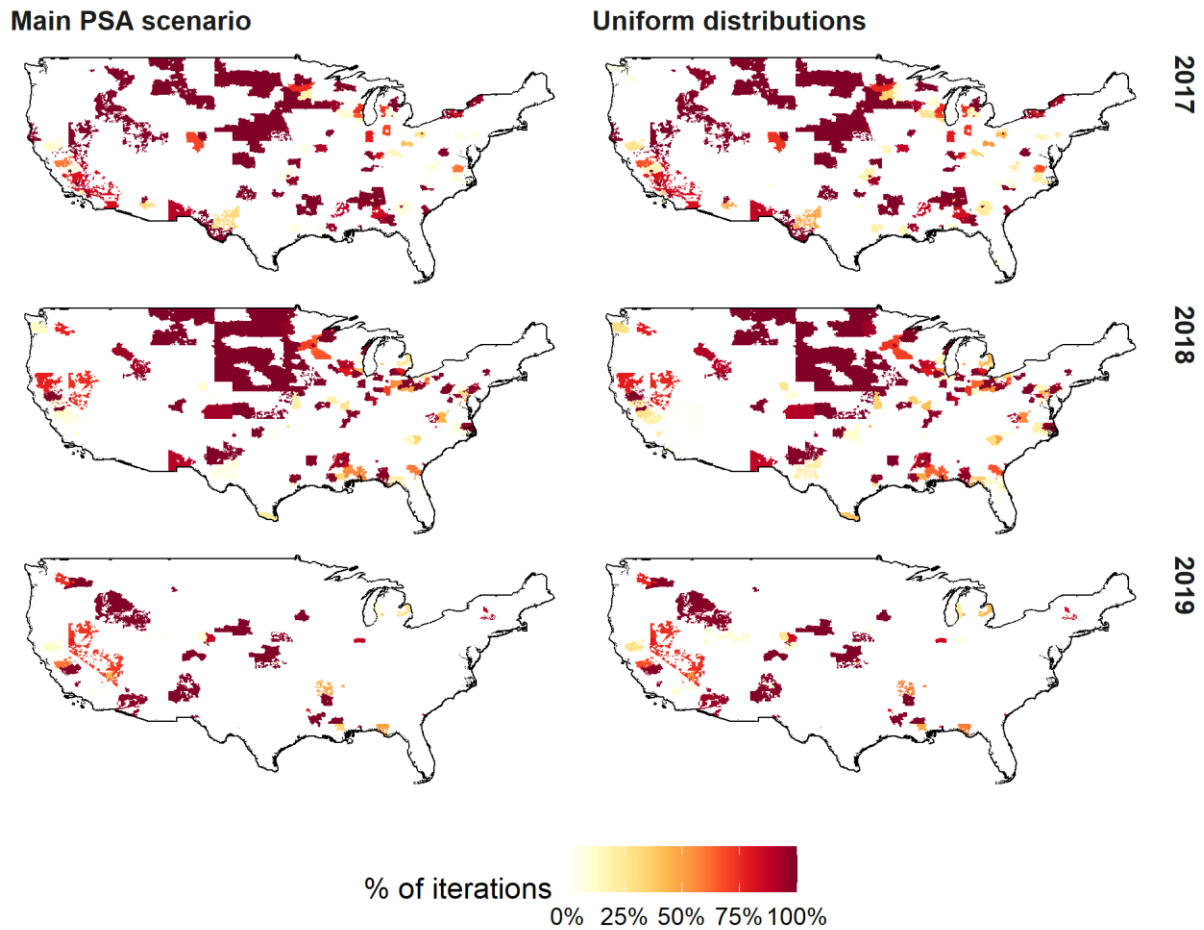 Main PSA scenario
Uniform distributions
2017
2018
2019
% of iterations
0% 25% 50% 75% 100%